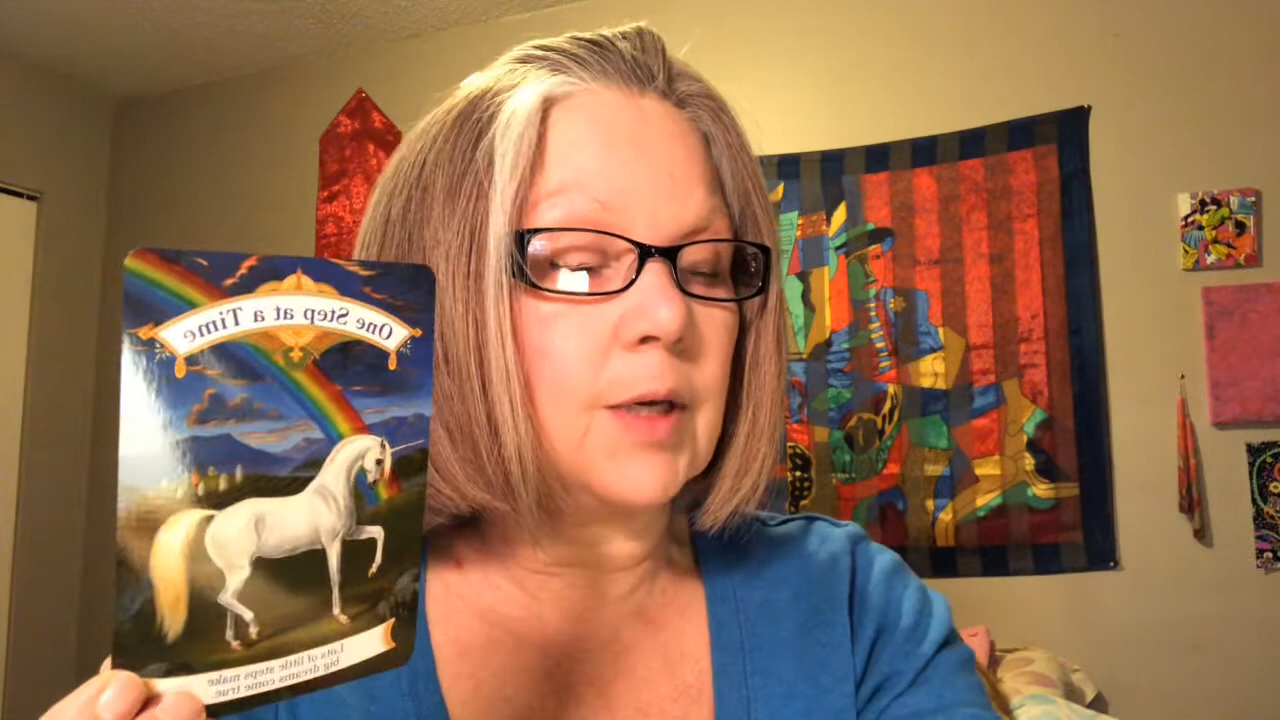 One Step at a Time
Lots of little steps make
big dreams come true.